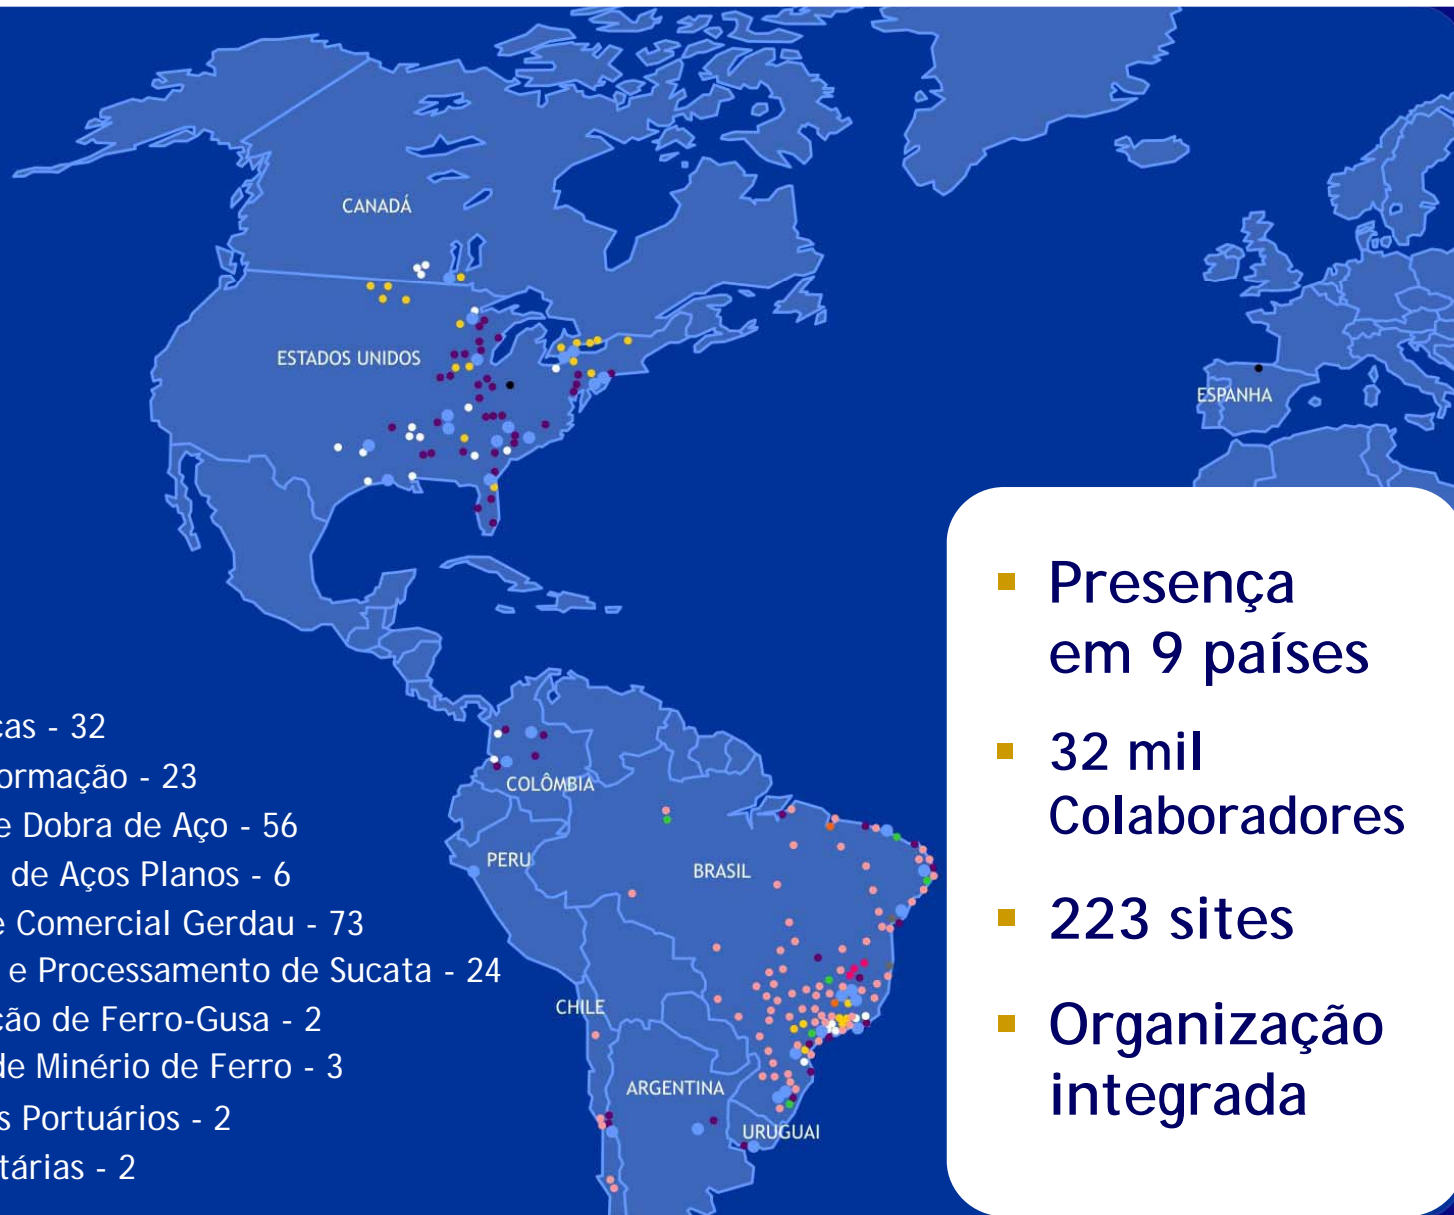 CANADÁ
ESTADOS UNIDOS
ESPANHA
COLÔMBIA
PERU
BRASIL
CHILE
ARGENTINA
URUGUAI
cas - 32
ormação - 23
e Dobra de Aço - 56
de Aços Planos - 6
e Comercial Gerdau - 73
e Processamento de Sucata - 24
ção de Ferro-Gusa - 2
de Minério de Ferro - 3
s Portuários - 2
tárias - 2
Presença
em 9 países
32 mil
Colaboradores
223 sites
Organização
integrada